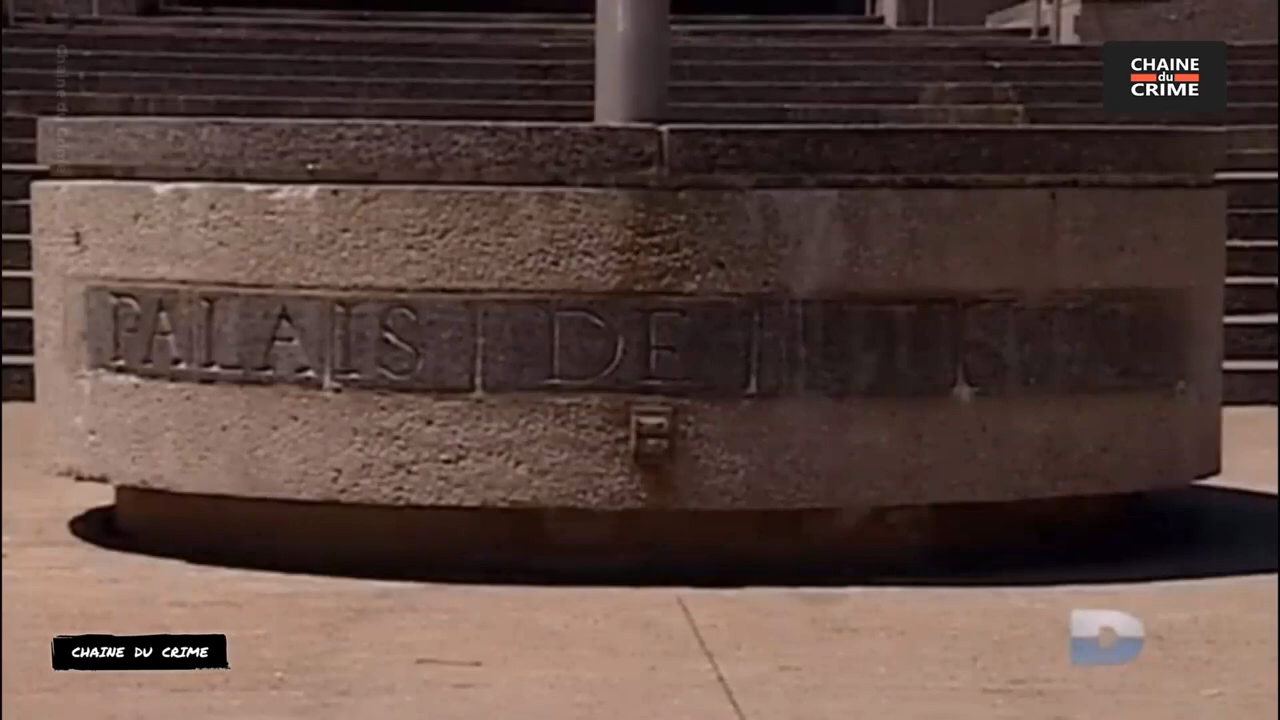 CHAINE
du
CRIME
PALAIS DE
CHAINE DU CRIME
D